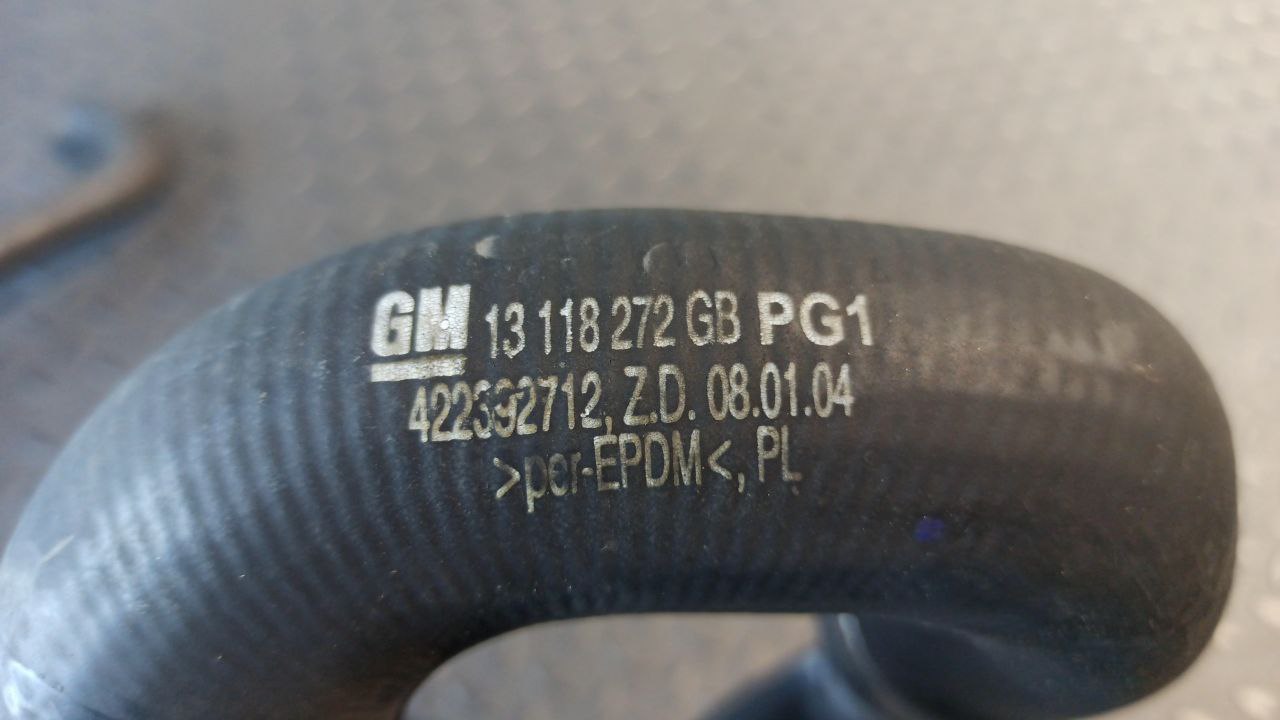 GM 13 118 272 GB PG1
422392712, Z.D. 08.01.04
>per-EPDM<, PL